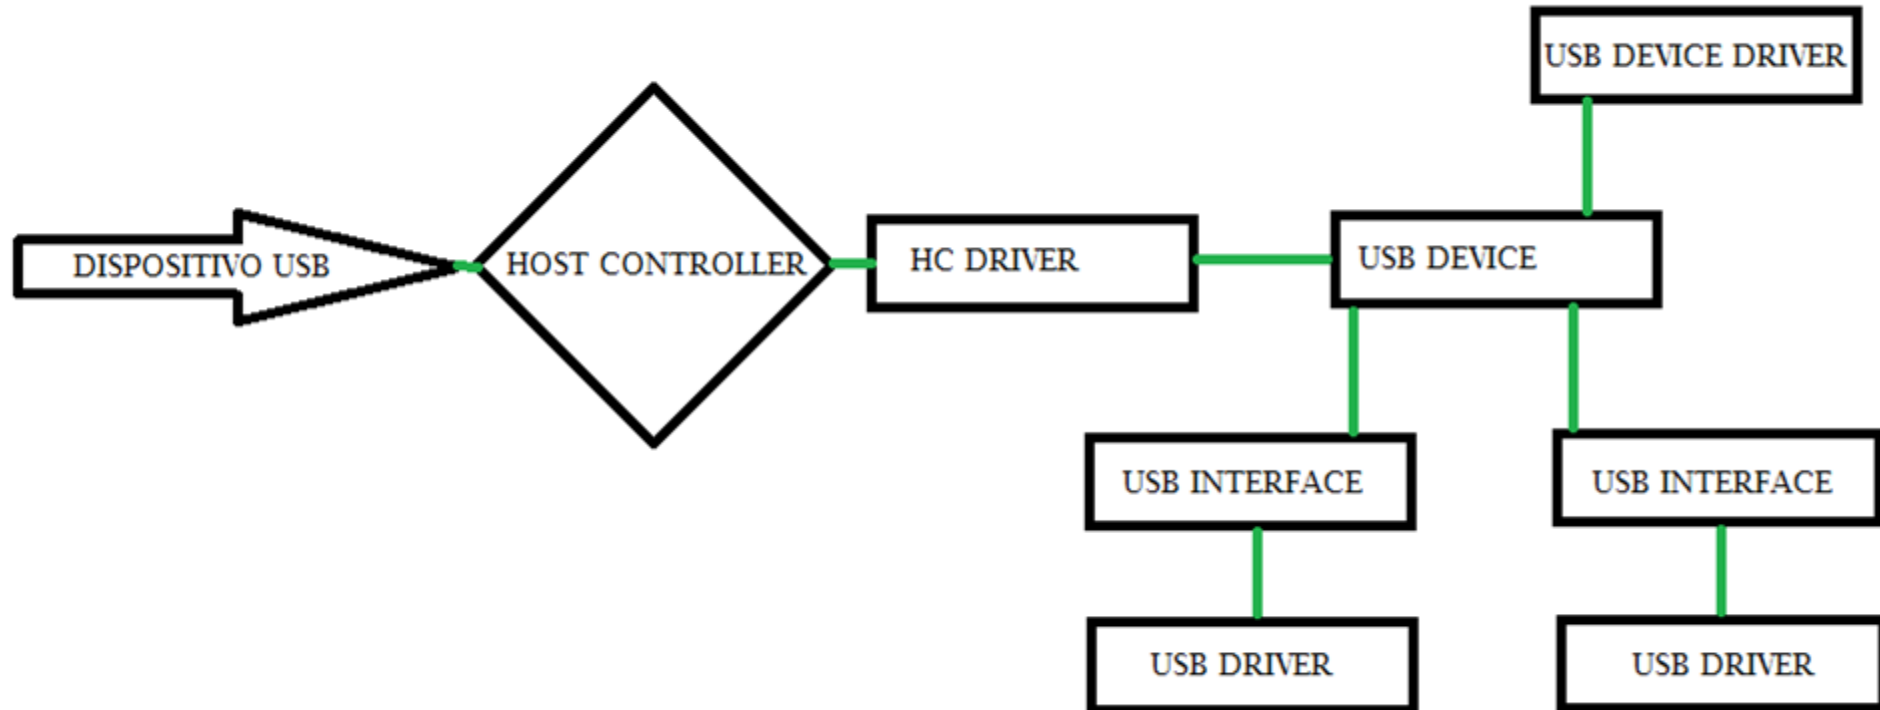 USB DEVICE DRIVER
DISPOSITIVO USB
HOST CONTROLLER
HC DRIVER
USB DEVICE
USB INTERFACE
USB INTERFACE
USB DRIVER
USB DRIVER